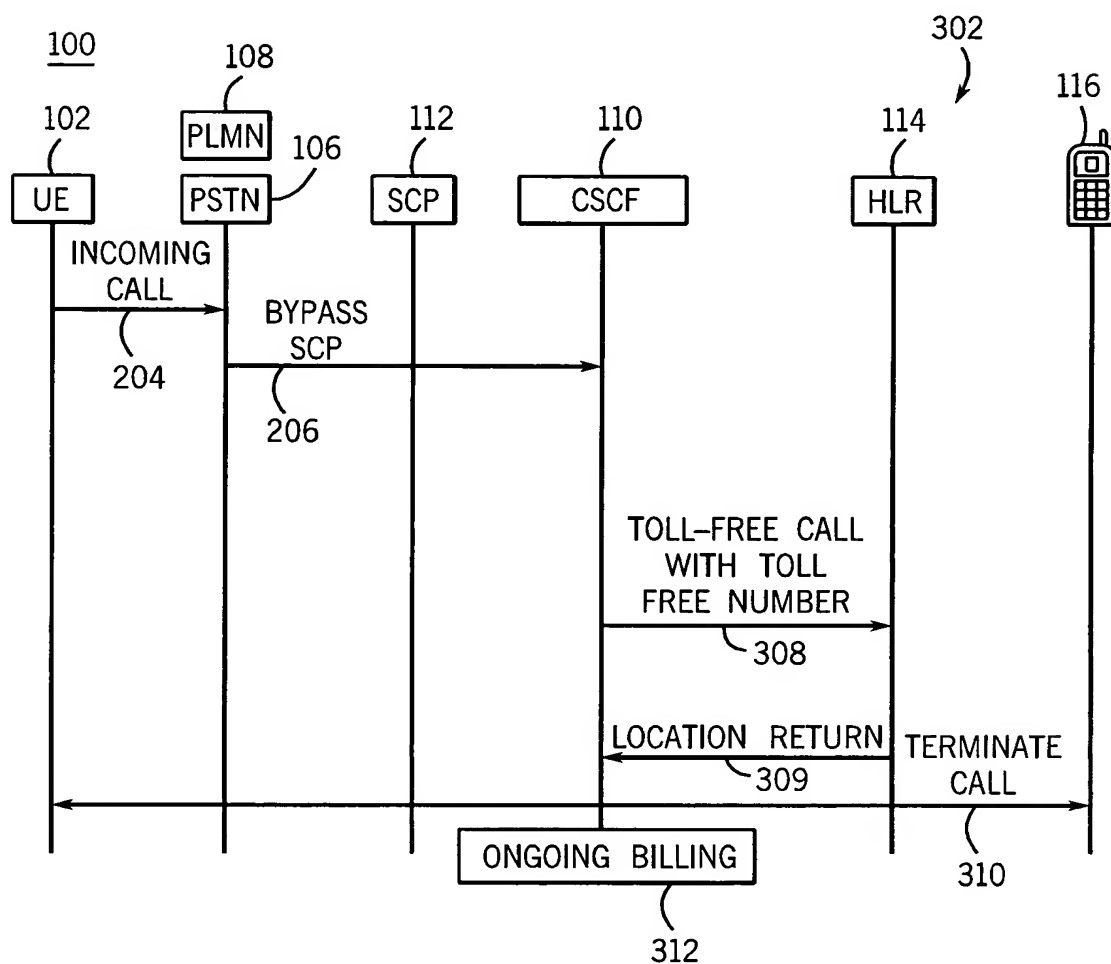 100
302
108
116
102
PLMN
112
110
114
106
UE
PSTN
SCP
CSCF
HLR
INCOMING
CALL
204
BYPASS
SCP
206
TOLL-FREE CALL
WITH TOLL
FREE NUMBER
308
LOCATION RETURN
309
TERMINATE
CALL
310
ONGOING BILLING
312